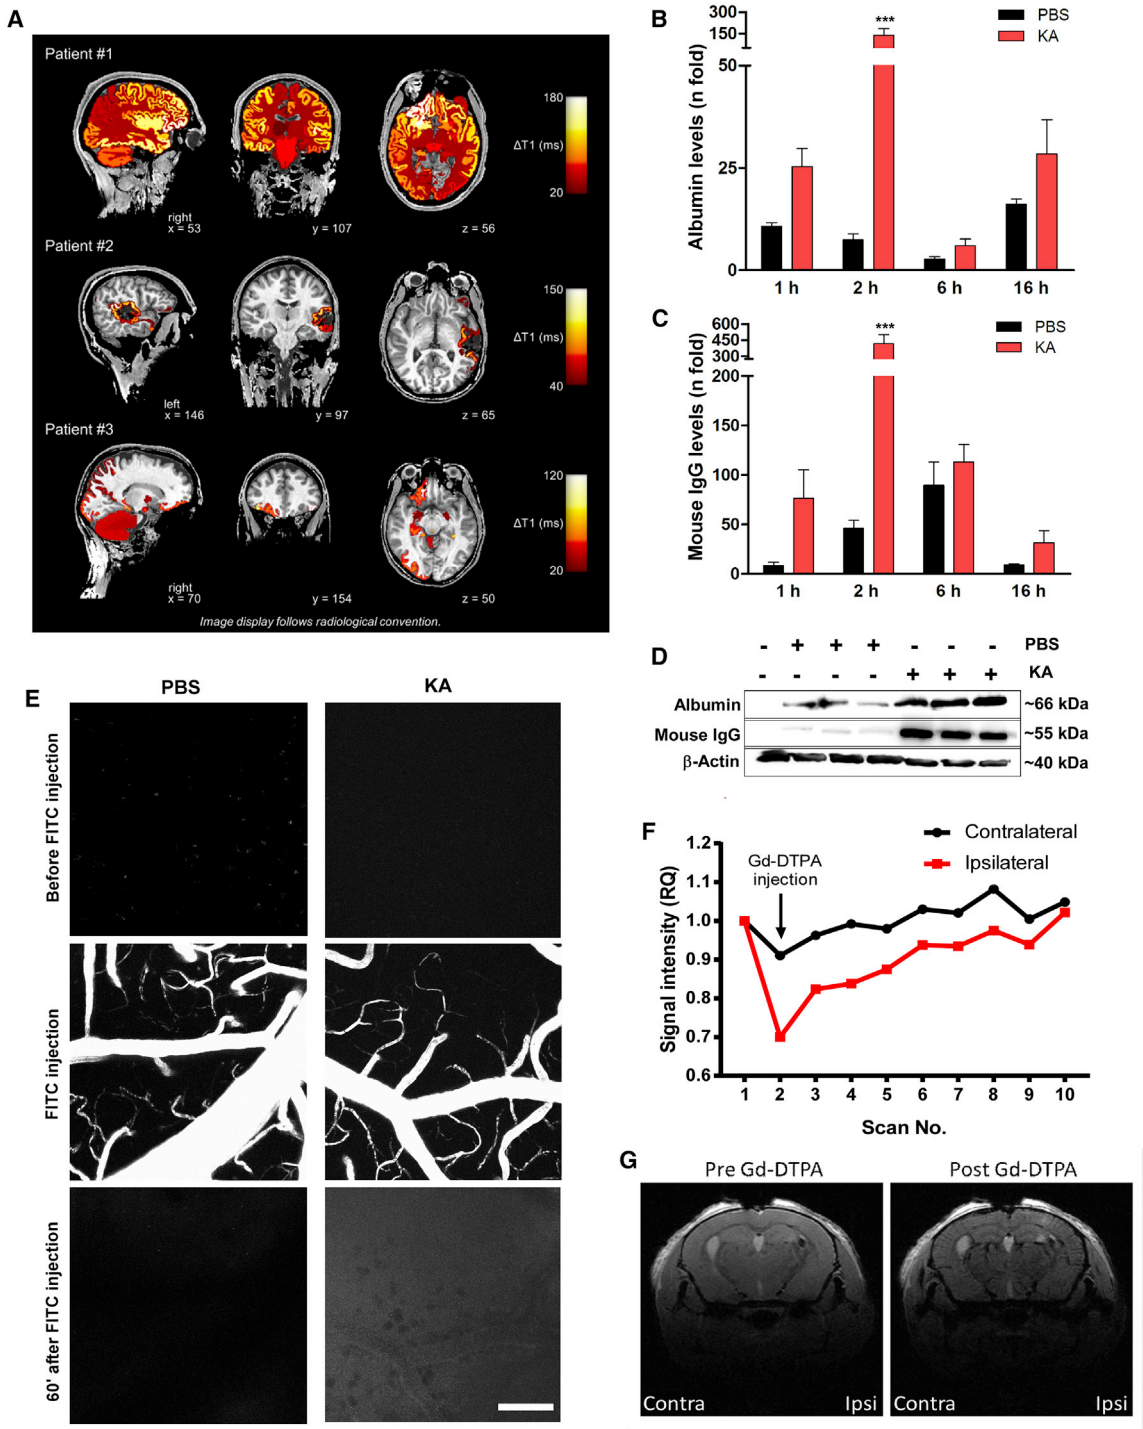 A
Patient #1
180
ΔT1 (ms)
20
right
x = 53
y = 107
z = 56
Patient #2
150
ΔT1 (ms)
40
left
x = 146
y = 97
z = 65
Patient #3
120
ΔT1 (ms)
20
right
x = 70
y = 154
z = 50
Image display follows radiological convention.
B
Albumin levels (n fold)
300
150
50
25
0
***
PBS
KA
1 h
2 h
6 h
16 h
C
Mouse IgG levels (n fold)
600
450
300
200
150
100
50
0
***
PBS
KA
1 h
2 h
6 h
16 h
D
- + + + - - - PBS
- - - - + + + KA
Albumin ~66 kDa
Mouse IgG ~55 kDa
β-Actin ~40 kDa
E
PBS
KA
Before FITC injection
FITC injection
60' after FITC injection
F
Contralateral
Ipsilateral
Gd-DTPA
injection
Signal intensity (RQ)
1.2
1.1
1.0
0.9
0.8
0.7
0.6
1 2 3 4 5 6 7 8 9 10
Scan No.
G
Pre Gd-DTPA
Post Gd-DTPA
Contra
Ipsi
Contra
Ipsi